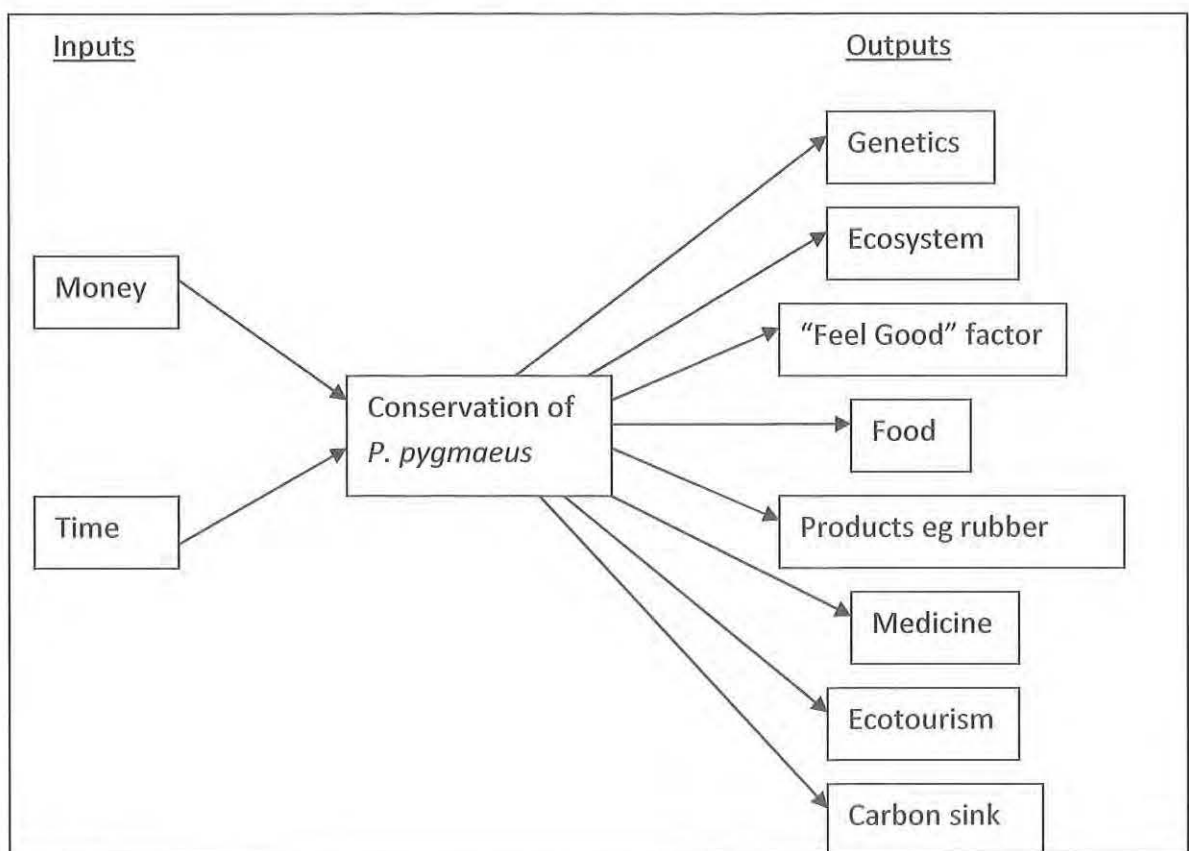 Inputs
Outputs
Genetics
Ecosystem
“Feel Good” factor
Money
Conservation of
P. pygmaeus
Food
Time
Products eg rubber
Medicine
Ecotourism
Carbon sink